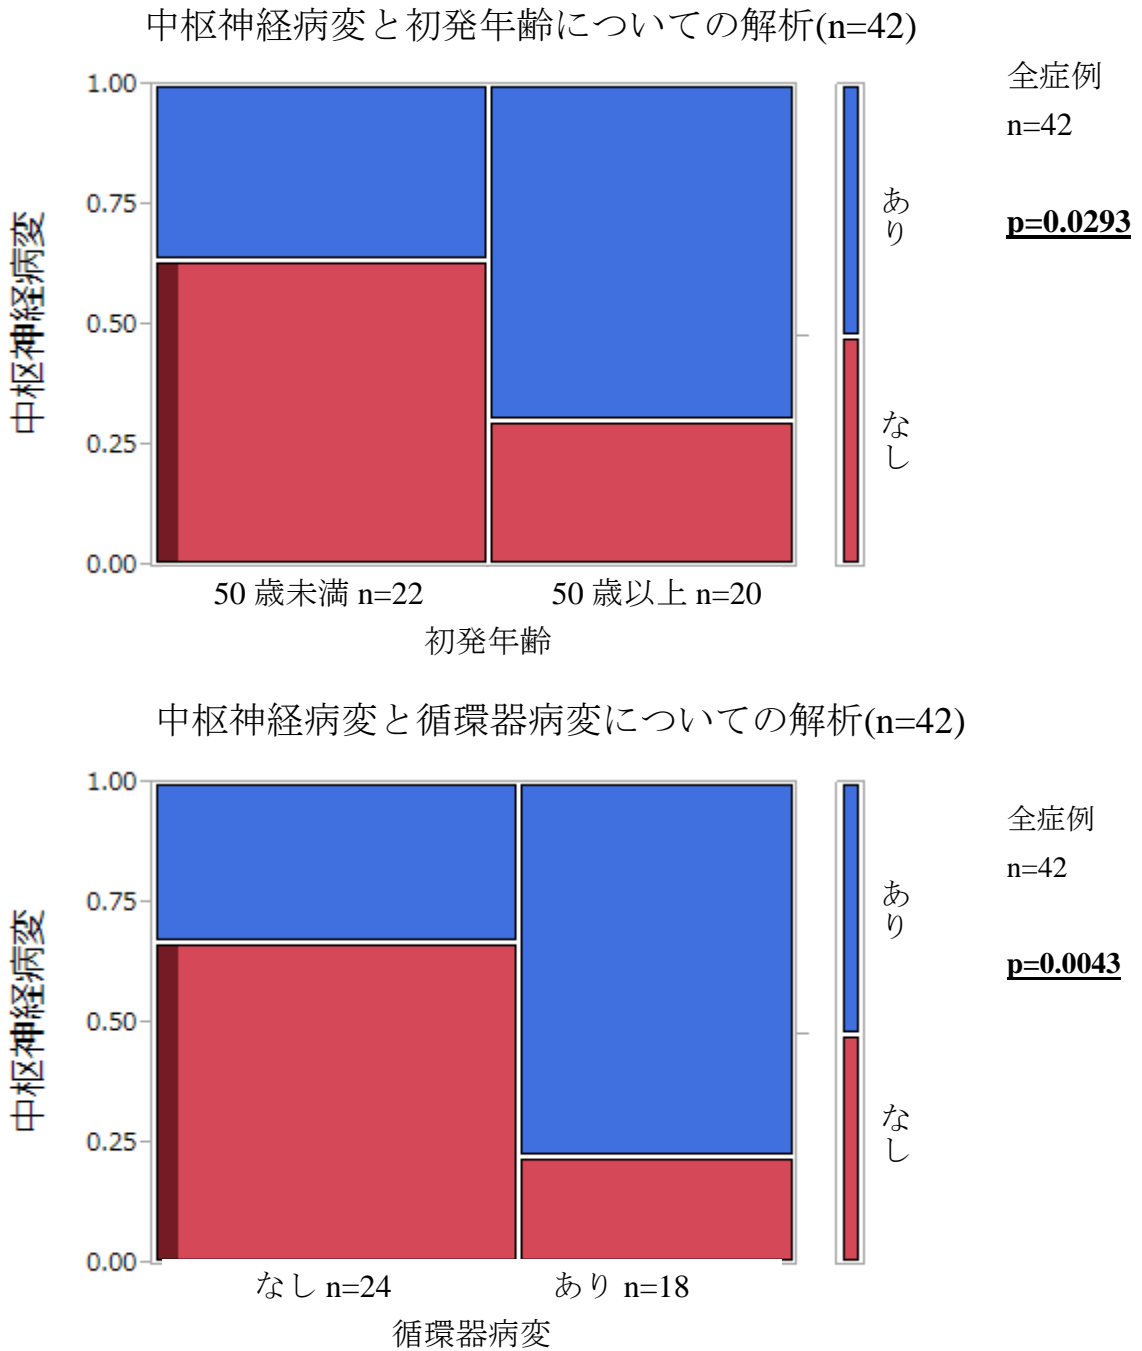 中枢神経病変と初発年齢についての解析(n=42)
全症例
n=42
p=0.0293
中枢神経病変
1.00
0.75
0.50
0.25
0.00
あり
なし
50 歳未満 n=22
50 歳以上 n=20
初発年齢
中枢神経病変と循環器病変についての解析(n=42)
全症例
n=42
p=0.0043
中枢神経病変
1.00
0.75
0.50
0.25
0.00
あり
なし
なし n=24
あり n=18
循環器病変